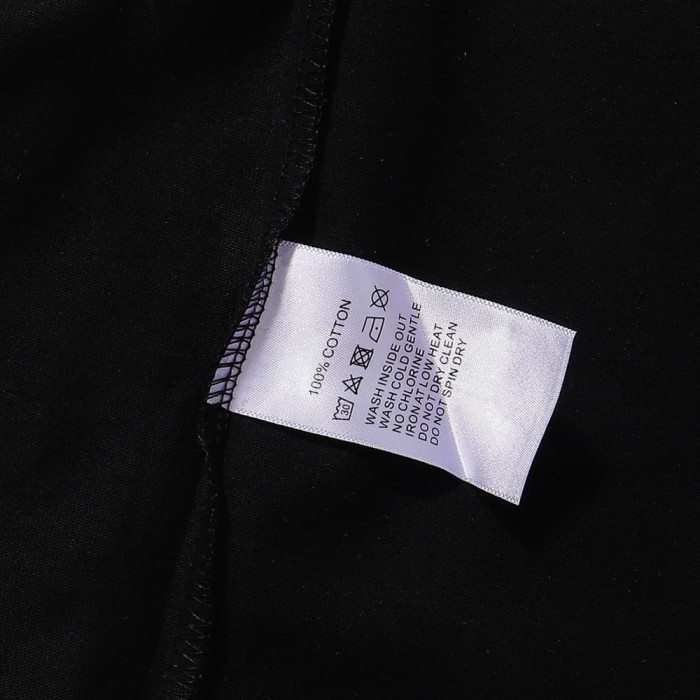 100% COTTON
30
WASH INSIDE OUT
WASH COLD GENTLE
NO CHLORINE
IRON AT LOW HEAT
DO NOT DRY CLEAN
DO NOT SPIN DRY